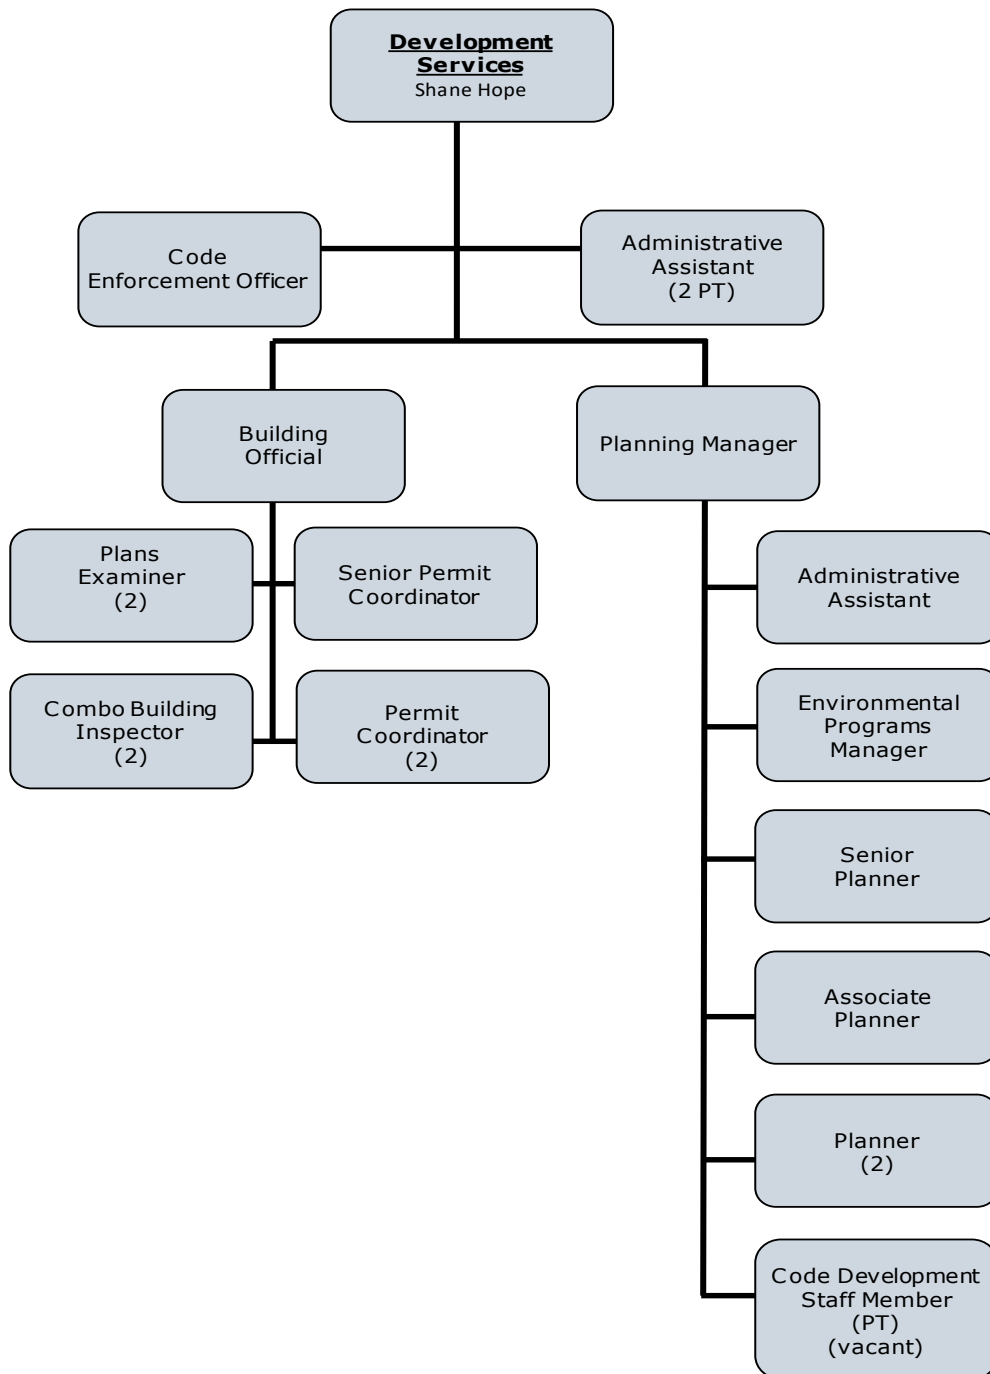 Development
Services
Shane Hope
Code
Enforcement Officer
Administrative
Assistant
(2 PT)
Building
Official
Planning Manager
Plans
Examiner
(2)
Senior Permit
Coordinator
Combo Building
Inspector
(2)
Permit
Coordinator
(2)
Administrative
Assistant
Environmental
Programs
Manager
Senior
Planner
Associate
Planner
Planner
(2)
Code Development
Staff Member
(PT)
(vacant)